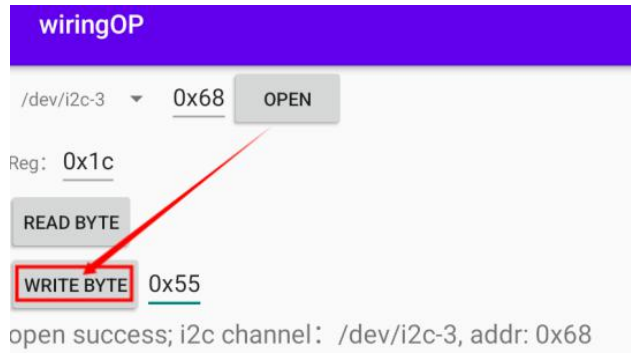 wiringOP
/dev/i2c-3 0x68 OPEN
Reg: 0x1c
READ BYTE
WRITE BYTE 0x55
open success; i2c channel：/dev/i2c-3, addr: 0x68